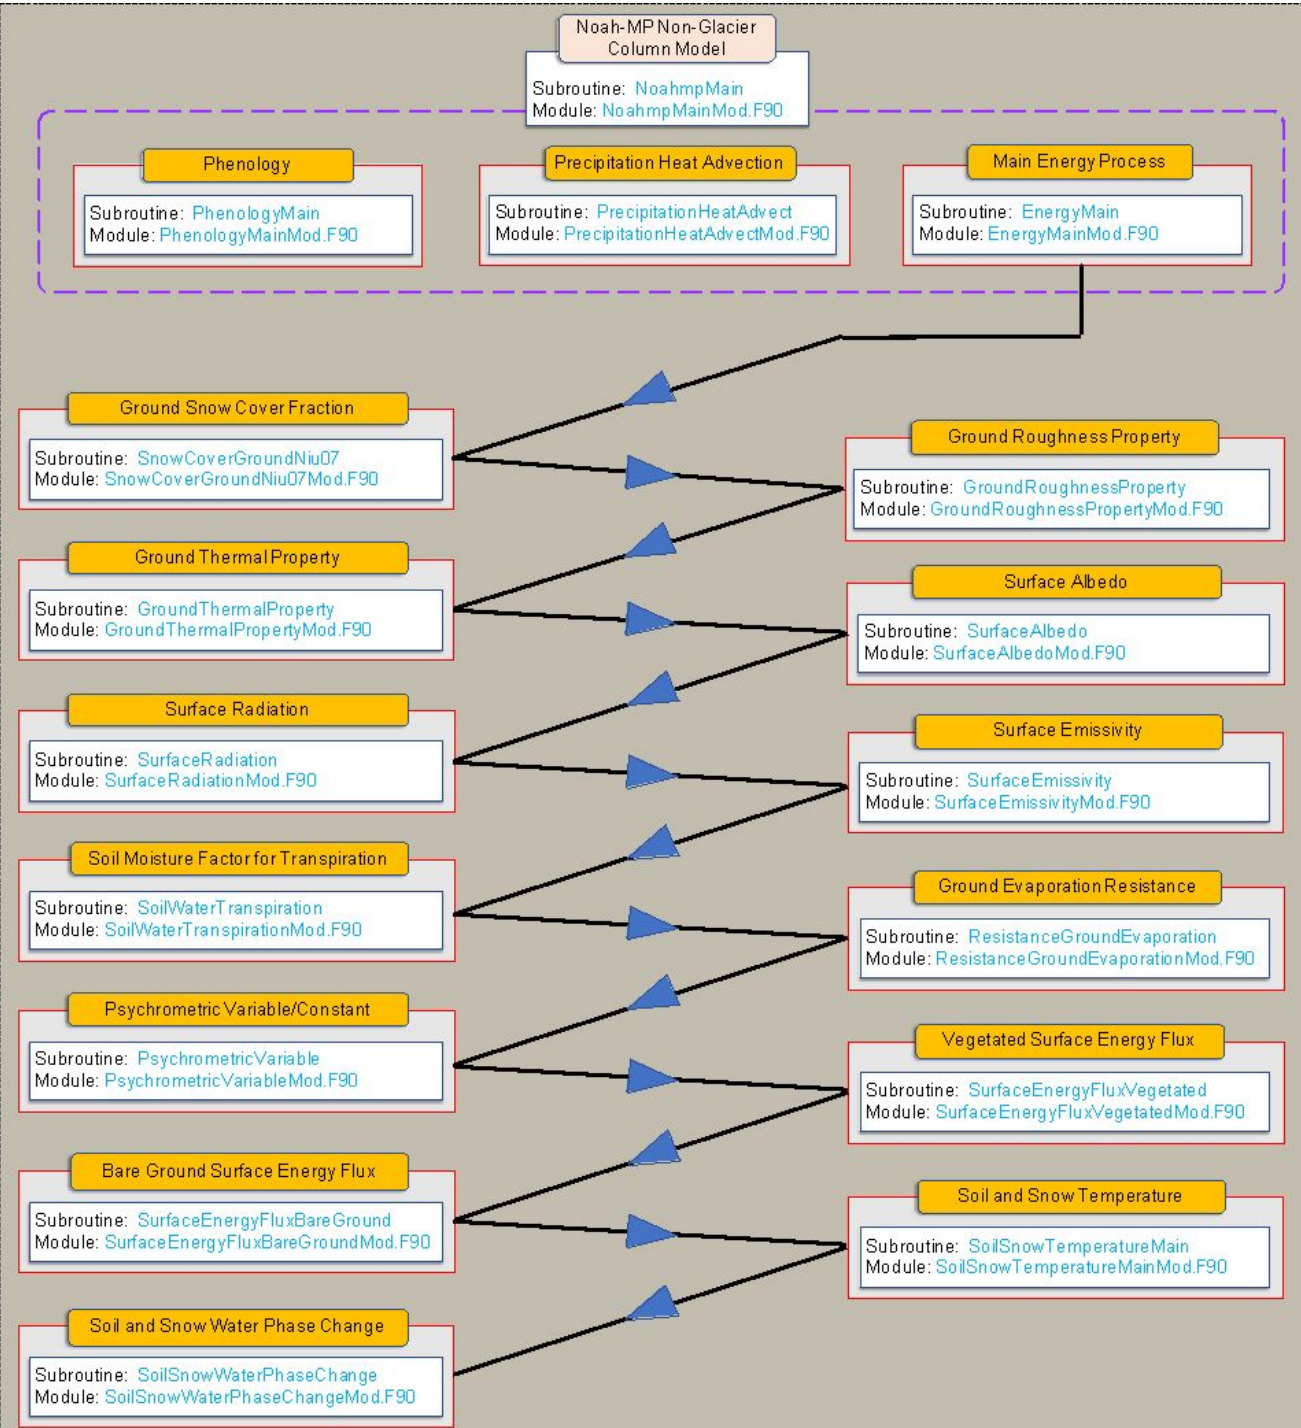 Noah-MP Non-Glacier
Column Model
Subroutine: NoahmpMain
Module: NoahmpMainMod.F90
Phenology
Subroutine: PhenologyMain
Module: PhenologyMainMod.F90
Precipitation Heat Advection
Subroutine: PrecipitationHeatAdvect
Module: PrecipitationHeatAdvectMod.F90
Main Energy Process
Subroutine: EnergyMain
Module: EnergyMainMod.F90
Ground Snow Cover Fraction
Subroutine: SnowCoverGroundNiu07
Module: SnowCoverGroundNiu07Mod.F90
Ground Roughness Property
Subroutine: GroundRoughnessProperty
Module: GroundRoughnessPropertyMod.F90
Ground Thermal Property
Subroutine: GroundThermalProperty
Module: GroundThermalPropertyMod.F90
Surface Albedo
Subroutine: SurfaceAlbedo
Module: SurfaceAlbedoMod.F90
Surface Radiation
Subroutine: SurfaceRadiation
Module: SurfaceRadiationMod.F90
Surface Emissivity
Subroutine: SurfaceEmissivity
Module: SurfaceEmissivityMod.F90
Soil Moisture Factor for Transpiration
Subroutine: SoilWaterTranspiration
Module: SoilWaterTranspirationMod.F90
Ground Evaporation Resistance
Subroutine: ResistanceGroundEvaporation
Module: ResistanceGroundEvaporationMod.F90
Psychrometric Variable/Constant
Subroutine: PsychrometricVariable
Module: PsychrometricVariableMod.F90
Vegetated Surface Energy Flux
Subroutine: SurfaceEnergyFluxVegetated
Module: SurfaceEnergyFluxVegetatedMod.F90
Bare Ground Surface Energy Flux
Subroutine: SurfaceEnergyFluxBareGround
Module: SurfaceEnergyFluxBareGroundMod.F90
Soil and Snow Temperature
Subroutine: SoilSnowTemperatureMain
Module: SoilSnowTemperatureMainMod.F90
Soil and Snow Water Phase Change
Subroutine: SoilSnowWaterPhaseChange
Module: SoilSnowWaterPhaseChangeMod.F90